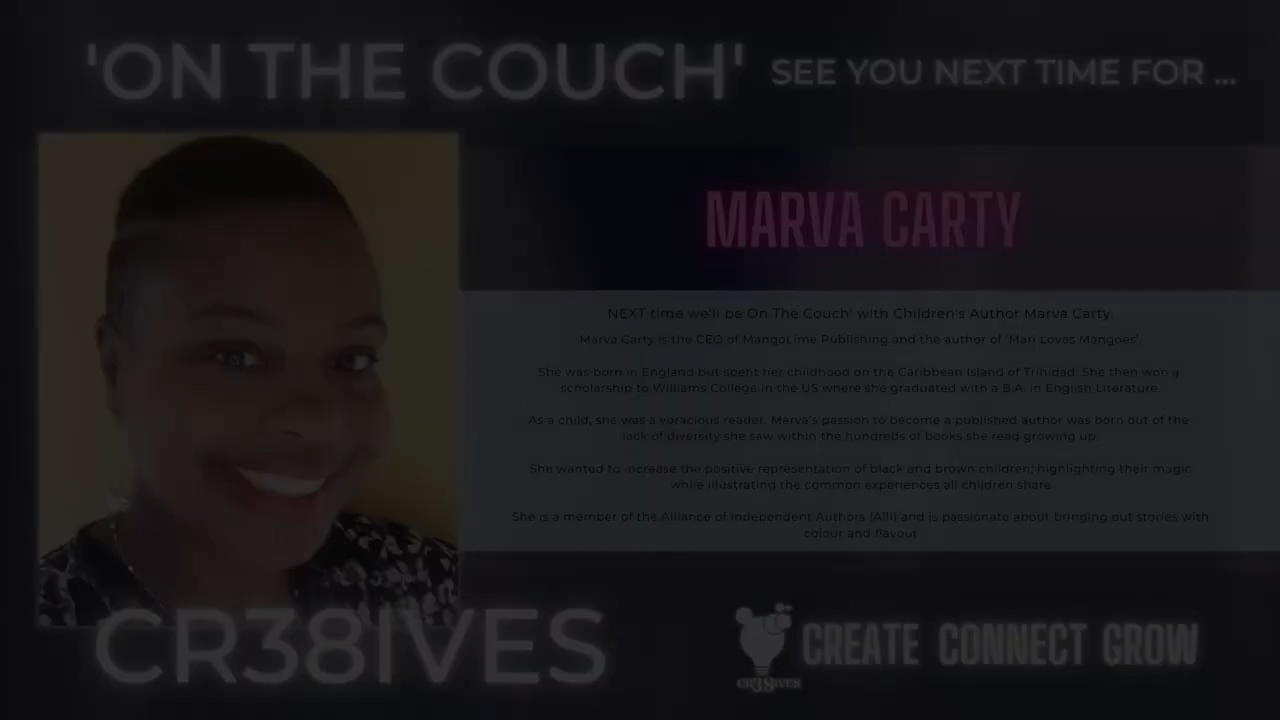 'ON THE COUCH'
SEE YOU NEXT TIME FOR ...
MARVA CARTY
NEXT time we'll be On The Couch' with Children's Author Marva Carty.
Marva Carty is the CEO of MangoLime Publishing and the author of 'Mari Loves Mangoes'.
She was born in England but spent her childhood on the Caribbean Island of Trinidad. She then won a
scholarship to Williams College in the US where she graduated with a B.A. in English Literature.
As a child, she was a voracious reader. Marva's passion to become a published author was born out of the
lack of diversity she saw within the hundreds of books she read growing up.
She wanted to increase the positive representation of black and brown children; highlighting their magic
while illustrating the common experiences all children share.
She is a member of the Alliance of Independent Authors (Alli) and is passionate about bringing out stories with
colour and flavour
CR38IVES
CR38IVES
CREATE CONNECT GROW